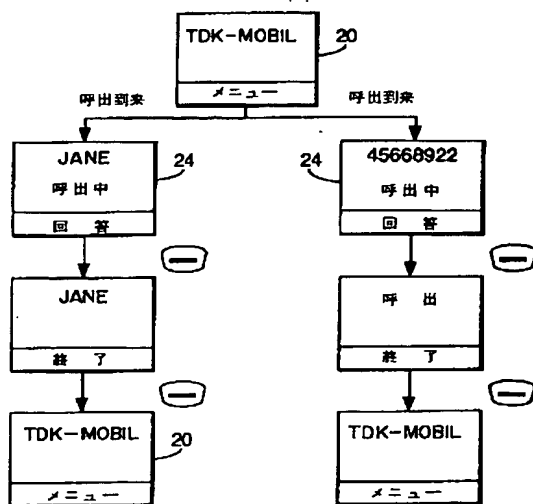 TDK-MOBIL
20
メニュー
呼出到来
呼出到来
JANE
24
呼出中
回答
24
45668922
呼出中
回答
JANE
終了
呼出
終了
TDK-MOBIL
20
メニュー
TDK-MOBIL
メニュー